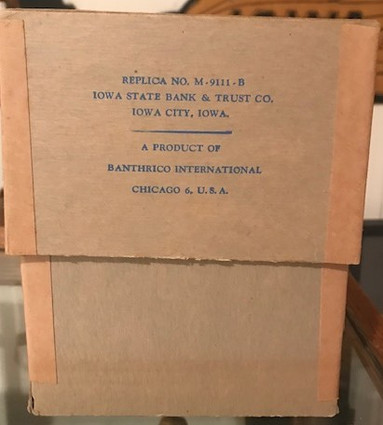 REPLICA NO. M-9111-B
IOWA STATE BANK & TRUST CO.
IOWA CITY, IOWA.
A PRODUCT OF
BANTHRICO INTERNATIONAL
CHICAGO 6, U. S. A.